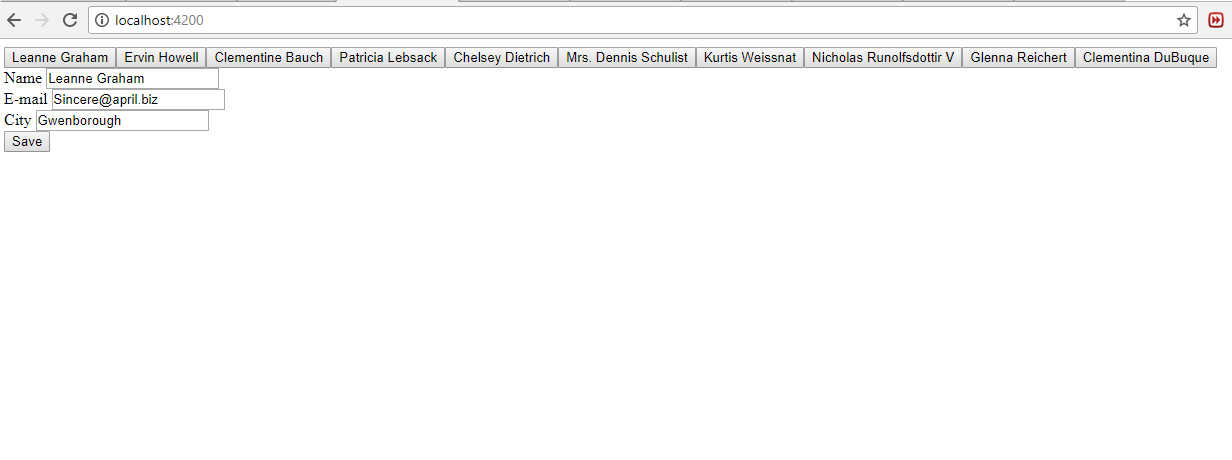 localhost:4200
Leanne Graham Ervin Howell Clementine Bauch Patricia Lebsack Chelsey Dietrich Mrs. Dennis Schulist Kurtis Weissnat Nicholas Runolfsdottir V Glenna Reichert Clementina DuBuque
Name Leanne Graham
E-mail Sincere@april.biz
City Gwenborough
Save